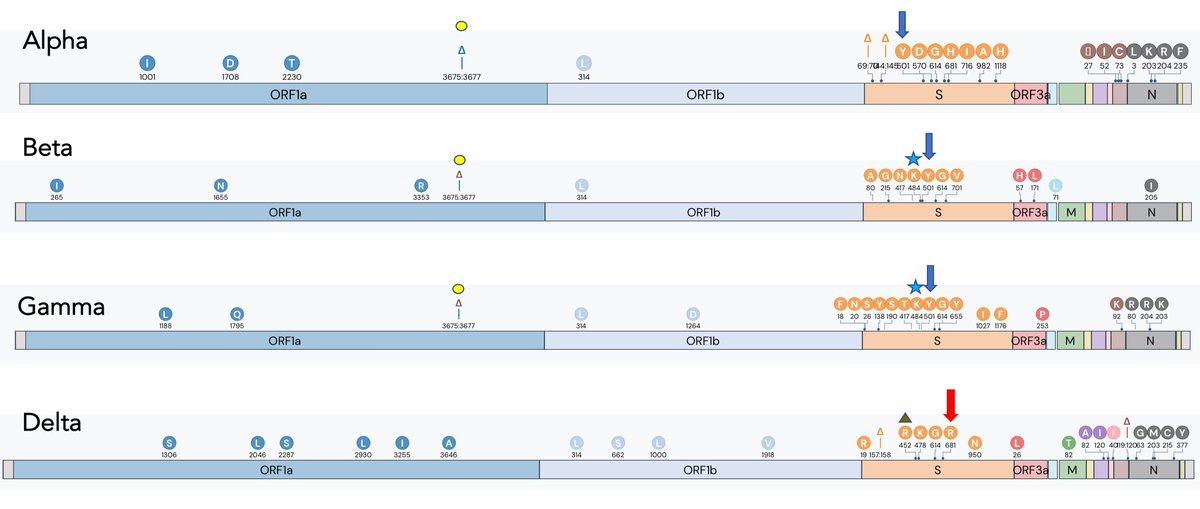 Alpha
Δ
Δ Δ Y D G H I A H
I D T Δ L I C L K R F
1001 1708 2230 3675:3677 314 501 570 614 681 716 982 1118 27 52 73 3 203 204 235
ORF1a ORF1b S ORF3a N
Beta
Δ
A G N K Y G V H L L
I N R L I
265 1655 3353 3675:3677 314 80 215 417 484 501 614 701 57 171 71 205
ORF1a ORF1b S ORF3a M N
Gamma
Δ
F N S Y S T K Y G Y K R R K
L Q L D I F P
1188 1795 3675:3677 314 1264 18 20 26 138 190 417 484 501 614 655 1027 1176 253 92 80 204 203
ORF1a ORF1b S ORF3a M N
Delta
Δ
Δ R K G R A I I G M C Y
S L S L I A L S L V R N L T
1306 2046 2287 2930 3255 3646 314 662 1000 1918 19 157:158 452 478 614 681 950 26 82 82 120 40 119:120 63 203 215 377
ORF1a ORF1b S ORF3a M N